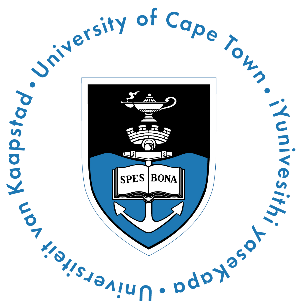 University of Cape Town • iYunivesithi yaseKapa • Universiteit van Kaapstad •
SPES BONA